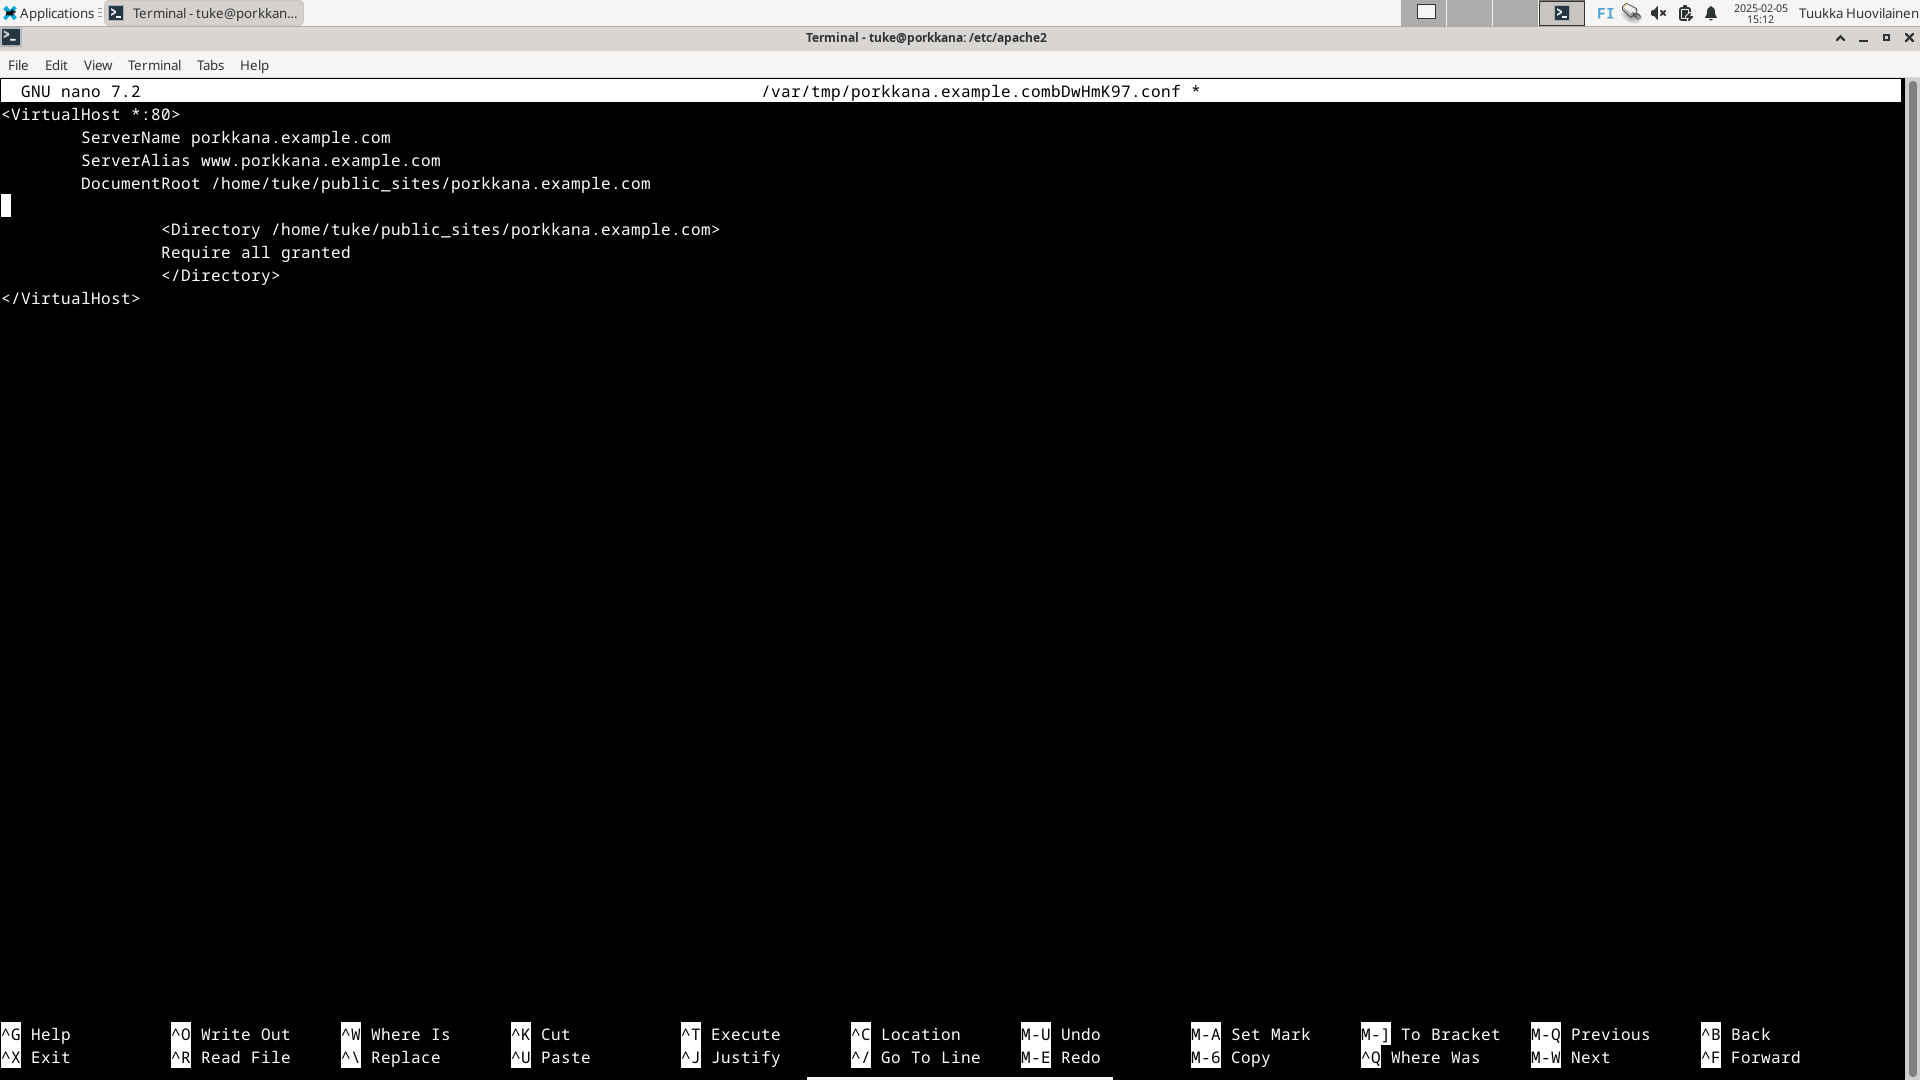 Applications Terminal - tuke@porkkan... FI 2025-02-05 15:12 Tuukka Huovilainen
Terminal - tuke@porkkana: /etc/apache2
File Edit View Terminal Tabs Help
GNU nano 7.2 /var/tmp/porkkana.example.combDwHmK97.conf *
<VirtualHost *:80>
ServerName porkkana.example.com
ServerAlias www.porkkana.example.com
DocumentRoot /home/tuke/public_sites/porkkana.example.com
<Directory /home/tuke/public_sites/porkkana.example.com>
Require all granted
</Directory>
</VirtualHost>
^G Help ^O Write Out ^W Where Is ^K Cut ^T Execute ^C Location M-U Undo M-A Set Mark M-] To Bracket M-Q Previous ^B Back
^X Exit ^R Read File ^\ Replace ^U Paste ^J Justify ^/ Go To Line M-E Redo M-6 Copy ^Q Where Was M-W Next ^F Forward